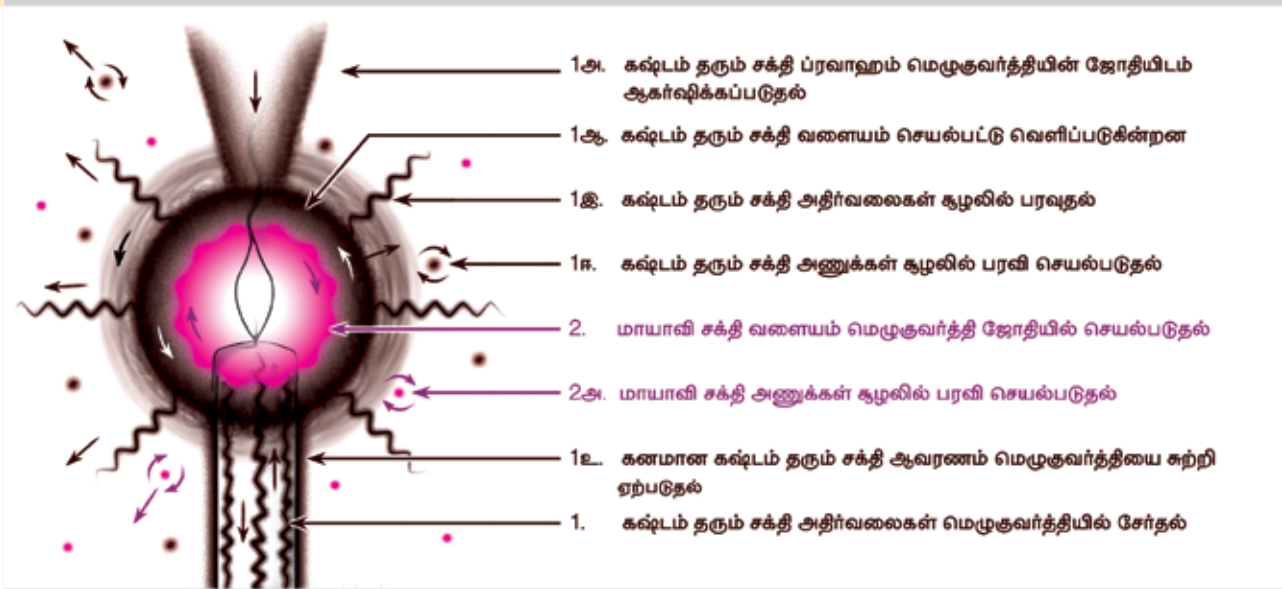 1அ. கஷ்டம் தரும் சக்தி ப்ரவாஹம் மெழுகுவர்த்தியின் ஜோதியிடம்
ஆகர்ஷிக்கப்படுதல்
1ஆ. கஷ்டம் தரும் சக்தி வளையம் செயல்பட்டு வெளிப்படுகின்றன
1இ. கஷ்டம் தரும் சக்தி அதிர்வலைகள் சூழலில் பரவுதல்
1ஈ. கஷ்டம் தரும் சக்தி அணுக்கள் சூழலில் பரவி செயல்படுதல்
2. மாயாவி சக்தி வளையம் மெழுகுவர்த்தி ஜோதியில் செயல்படுதல்
2அ. மாயாவி சக்தி அணுக்கள் சூழலில் பரவி செயல்படுதல்
1உ. கனமான கஷ்டம் தரும் சக்தி ஆவரணம் மெழுகுவர்த்தியை சுற்றி
ஏற்படுதல்
1. கஷ்டம் தரும் சக்தி அதிர்வலைகள் மெழுகுவர்த்தியில் சேர்தல்